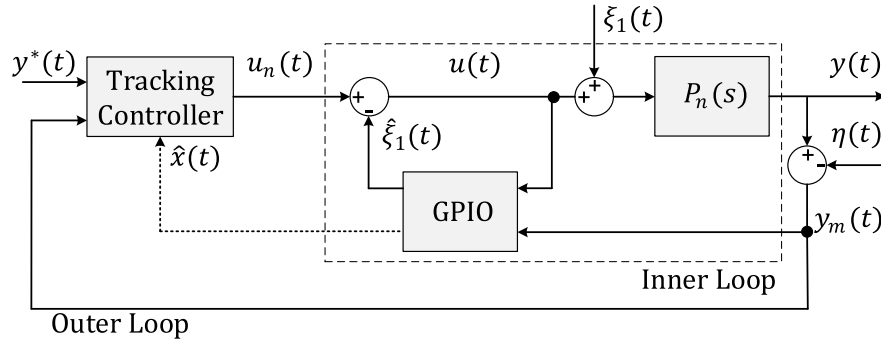 ξ₁(t)
y*(t)
Tracking
Controller
uₙ(t)
+
-
u(t)
+
+
Pₙ(s)
y(t)
ξ̂₁(t)
x̂(t)
GPIO
+
-
η(t)
yₘ(t)
Inner Loop
Outer Loop